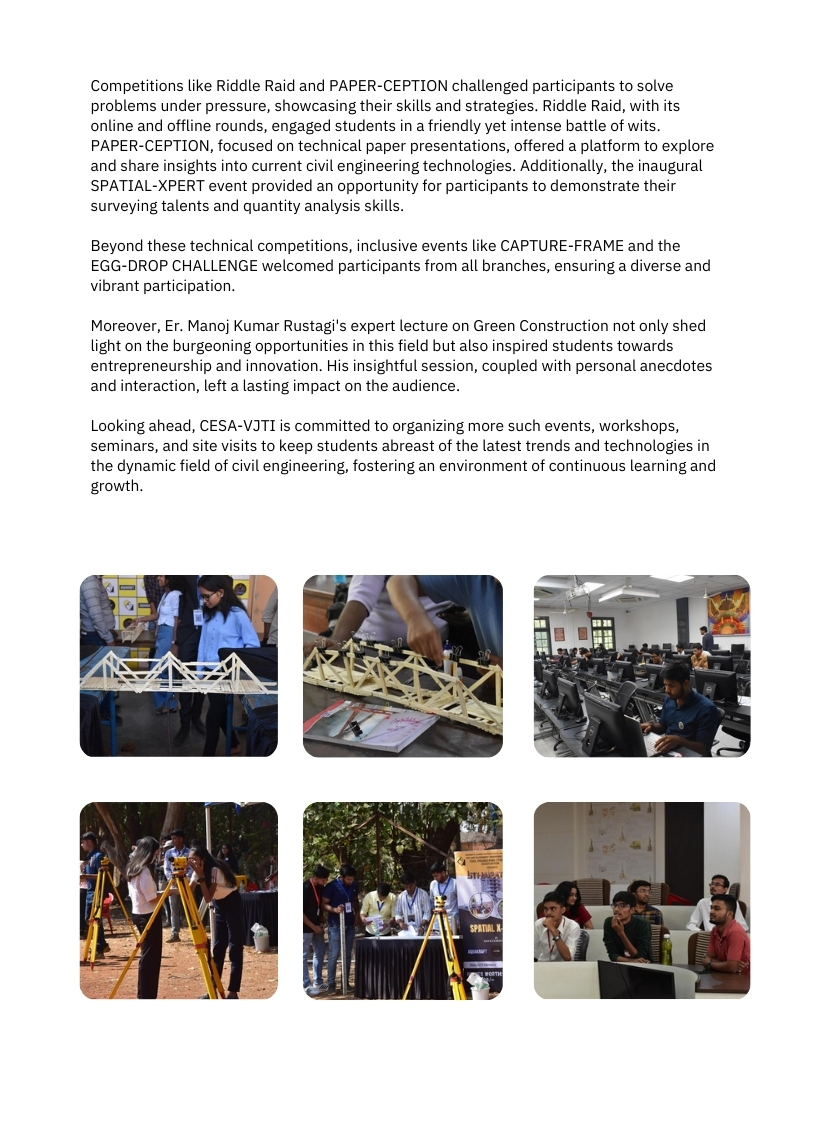 Competitions like Riddle Raid and PAPER-CEPTION challenged participants to solve
problems under pressure, showcasing their skills and strategies. Riddle Raid, with its
online and offline rounds, engaged students in a friendly yet intense battle of wits.
PAPER-CEPTION, focused on technical paper presentations, offered a platform to explore
and share insights into current civil engineering technologies. Additionally, the inaugural
SPATIAL-XPERT event provided an opportunity for participants to demonstrate their
surveying talents and quantity analysis skills.
Beyond these technical competitions, inclusive events like CAPTURE-FRAME and the
EGG-DROP CHALLENGE welcomed participants from all branches, ensuring a diverse and
vibrant participation.
Moreover, Er. Manoj Kumar Rustagi's expert lecture on Green Construction not only shed
light on the burgeoning opportunities in this field but also inspired students towards
entrepreneurship and innovation. His insightful session, coupled with personal anecdotes
and interaction, left a lasting impact on the audience.
Looking ahead, CESA-VJTI is committed to organizing more such events, workshops,
seminars, and site visits to keep students abreast of the latest trends and technologies in
the dynamic field of civil engineering, fostering an environment of continuous learning and
growth.
SPATIAL X-